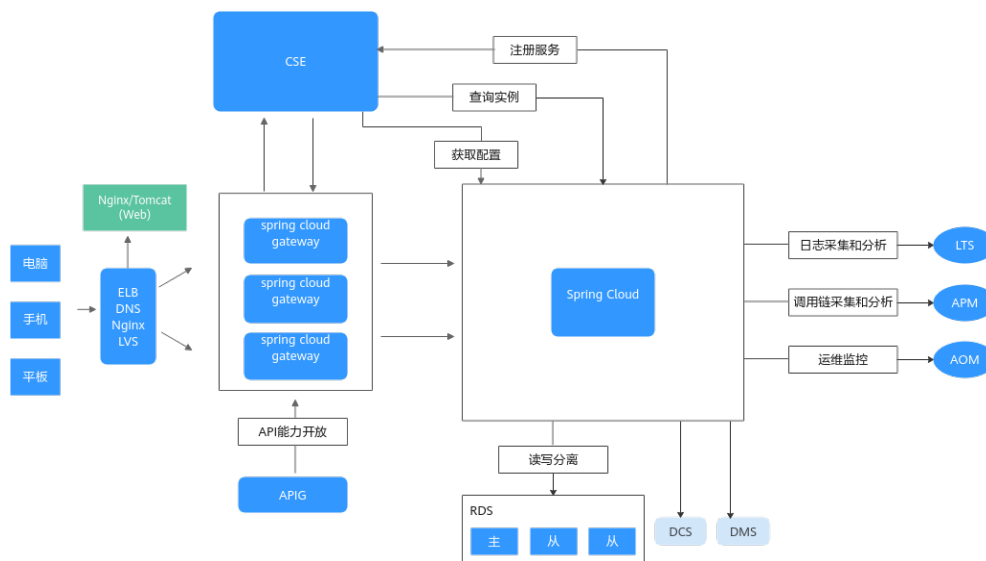 CSE
注册服务
查询实例
获取配置
Nginx/Tomcat
(Web)
电脑
手机
平板
ELB
DNS
Nginx
LVS
spring cloud
gateway
spring cloud
gateway
spring cloud
gateway
API能力开放
APIG
Spring Cloud
日志采集和分析
LTS
调用链采集和分析
APM
运维监控
AOM
读写分离
RDS
主
从
从
DCS
DMS